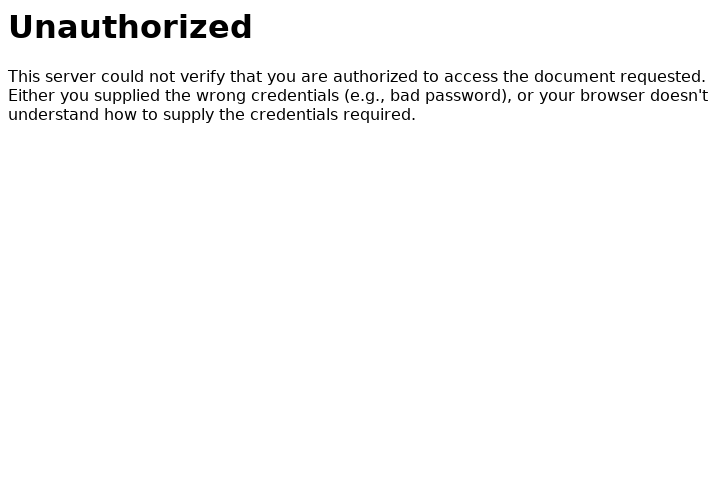 Unauthorized
This server could not verify that you are authorized to access the document requested.
Either you supplied the wrong credentials (e.g., bad password), or your browser doesn't
understand how to supply the credentials required.